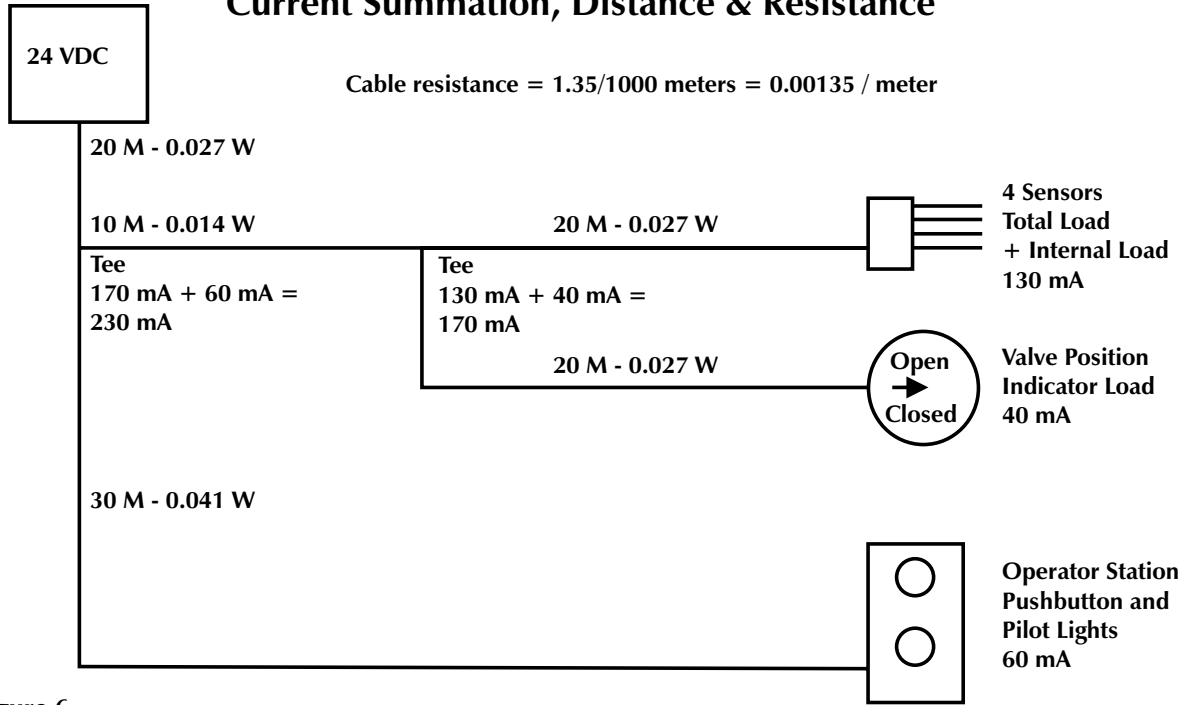 Current Summation, Distance & Resistance
24 VDC
Cable resistance = 1.35/1000 meters = 0.00135 / meter
20 M - 0.027 W
10 M - 0.014 W
20 M - 0.027 W
4 Sensors
Total Load
+ Internal Load
130 mA
Tee
170 mA + 60 mA =
230 mA
Tee
130 mA + 40 mA =
170 mA
20 M - 0.027 W
Open
Closed
Valve Position
Indicator Load
40 mA
30 M - 0.041 W
Operator Station
Pushbutton and
Pilot Lights
60 mA